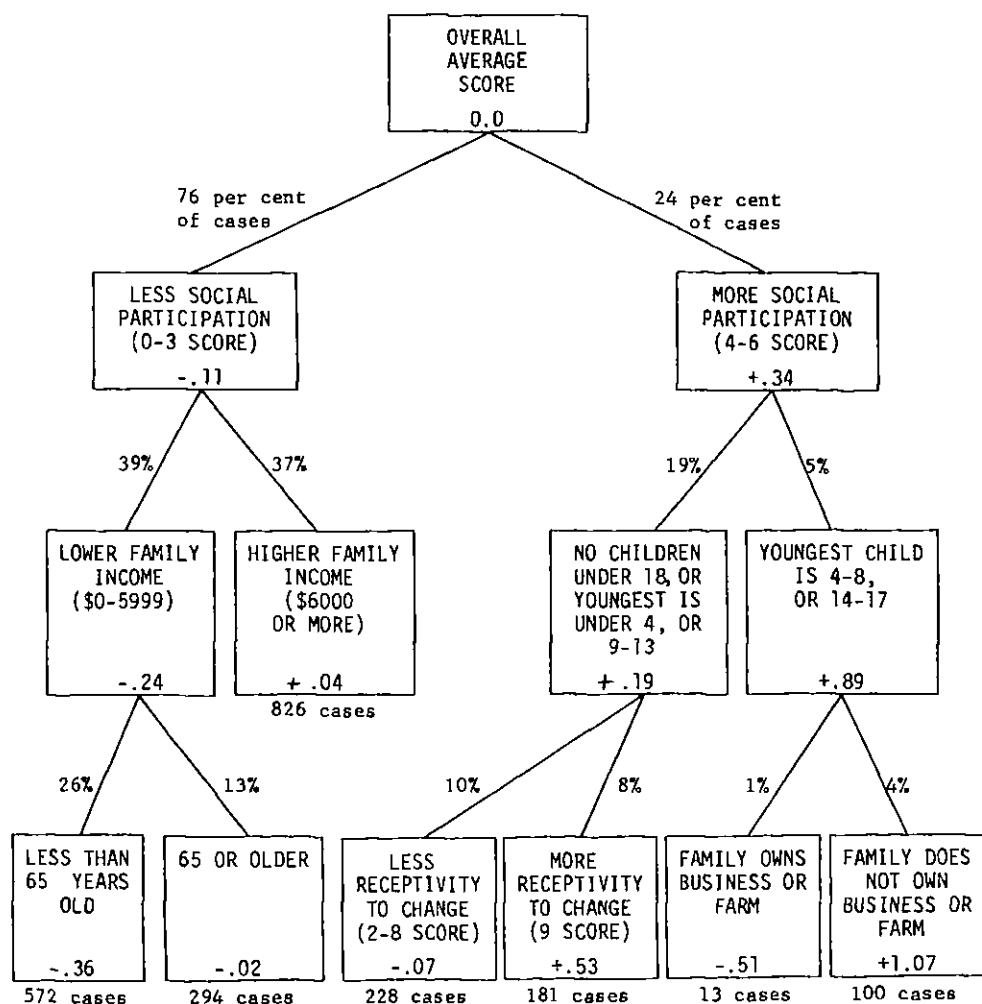 OVERALL
AVERAGE
SCORE
0.0
76 per cent
of cases
24 per cent
of cases
LESS SOCIAL
PARTICIPATION
(0-3 SCORE)
-.11
MORE SOCIAL
PARTICIPATION
(4-6 SCORE)
+.34
39%
37%
19%
5%
LOWER FAMILY
INCOME
($0-5999)
-.24
HIGHER FAMILY
INCOME
($6000
OR MORE)
+ .04
826 cases
NO CHILDREN
UNDER 18, OR
YOUNGEST IS
UNDER 4, OR
9-13
+ .19
YOUNGEST CHILD
IS 4-8,
OR 14-17
+.89
26%
13%
10%
8%
1%
4%
LESS THAN
65 YEARS
OLD
-.36
572 cases
65 OR OLDER
-.02
294 cases
LESS
RECEPTIVITY
TO CHANGE
(2-8 SCORE)
-.07
228 cases
MORE
RECEPTIVITY
TO CHANGE
(9 SCORE)
+.53
181 cases
FAMILY OWNS
BUSINESS OR
FARM
-.51
13 cases
FAMILY DOES
NOT OWN
BUSINESS OR
FARM
+1.07
100 cases